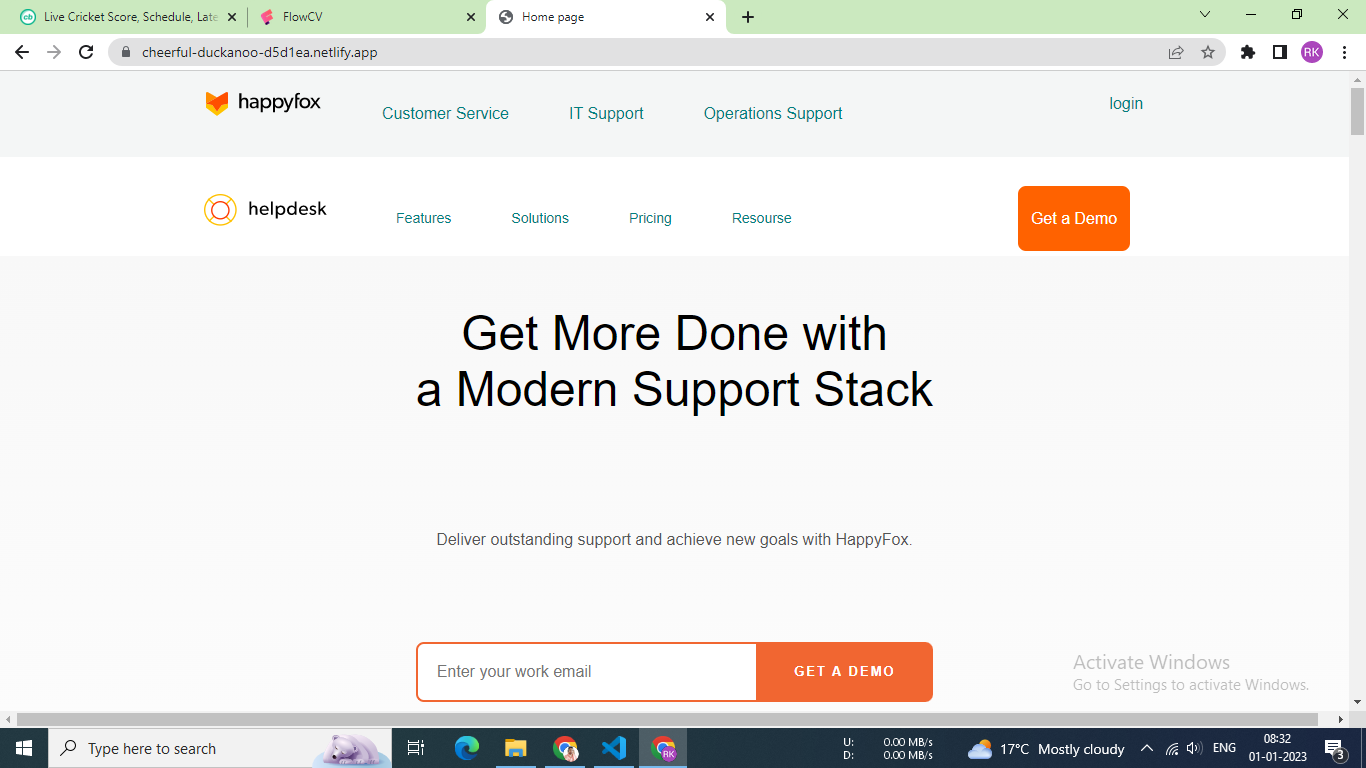 Live Cricket Score, Schedule, Late
FlowCV
Home page
cheerful-duckanoo-d5d1ea.netlify.app
RK
happyfox
Customer Service
IT Support
Operations Support
login
helpdesk
Features
Solutions
Pricing
Resourse
Get a Demo
Get More Done with
a Modern Support Stack
Deliver outstanding support and achieve new goals with HappyFox.
Enter your work email
GET A DEMO
Activate Windows
Go to Settings to activate Windows.
Type here to search
RK
U: 0.00 MB/s
D: 0.00 MB/s
17°C Mostly cloudy
ENG
08:32
01-01-2023
3